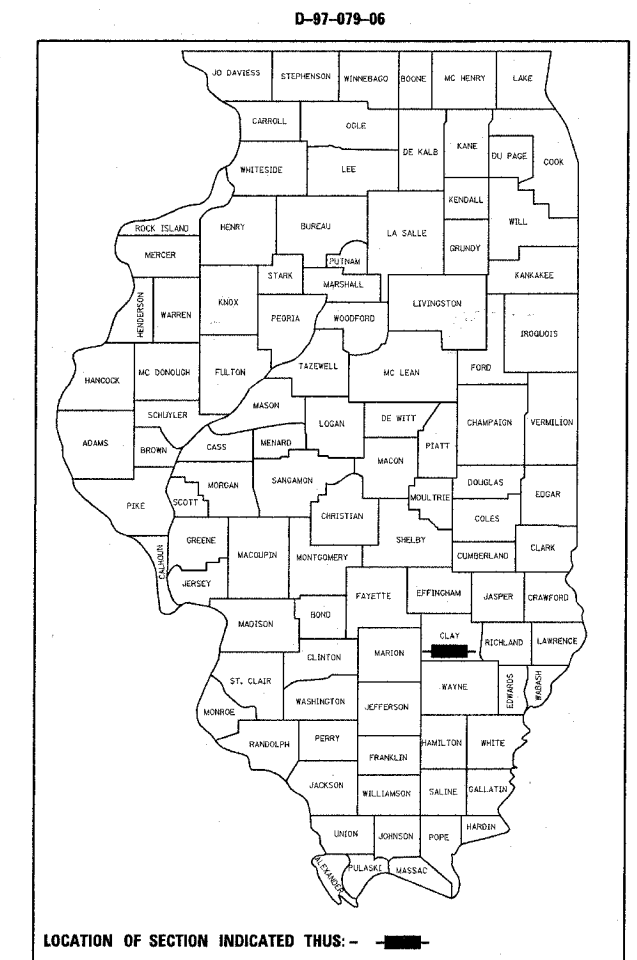 D-97-079-06
JO DAVIESS
STEPHENSON
WINNEBAGO
BOONE
MC HENRY
LAKE
CARROLL
OGLE
DE KALB
KANE
DU PAGE
COOK
WHITESIDE
LEE
KENDALL
WILL
ROCK ISLAND
HENRY
BUREAU
LA SALLE
GRUNDY
MERCER
PUTNAM
STARK
MARSHALL
KANKAKEE
HENDERSON
WARREN
KNOX
PEORIA
WOODFORD
LIVINGSTON
IROQUOIS
HANCOCK
MC DONOUGH
FULTON
TAZEWELL
MC LEAN
FORD
MASON
SCHUYLER
LOGAN
DE WITT
CHAMPAIGN
VERMILION
ADAMS
BROWN
CASS
MENARD
PIATT
MACON
PIKE
SCOTT
MORGAN
SANGAMON
CHRISTIAN
MOULTRIE
DOUGLAS
EDGAR
COLES
CALHOUN
GREENE
MACOUPIN
MONTGOMERY
SHELBY
CUMBERLAND
CLARK
JERSEY
FAYETTE
EFFINGHAM
JASPER
CRAWFORD
MADISON
BOND
MARION
CLAY
RICHLAND
LAWRENCE
CLINTON
ST. CLAIR
WAYNE
EDWARDS
WABASH
MONROE
WASHINGTON
JEFFERSON
RANDOLPH
PERRY
HAMILTON
WHITE
FRANKLIN
JACKSON
WILLIAMSON
SALINE
GALLATIN
UNION
JOHNSON
POPE
HARDIN
ALEXANDER
PULASKI
MASSAC
LOCATION OF SECTION INDICATED THUS: -